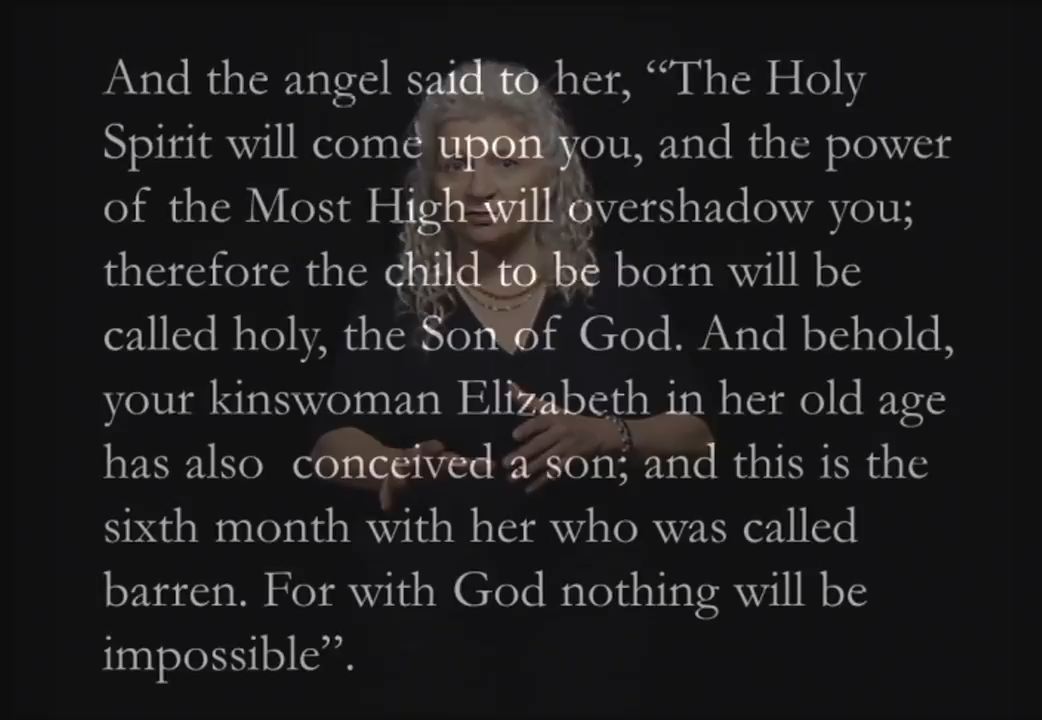 And the angel said to her, “The Holy
Spirit will come upon you, and the power
of the Most High will overshadow you;
therefore the child to be born will be
called holy, the Son of God. And behold,
your kinswoman Elizabeth in her old age
has also conceived a son; and this is the
sixth month with her who was called
barren. For with God nothing will be
impossible”.